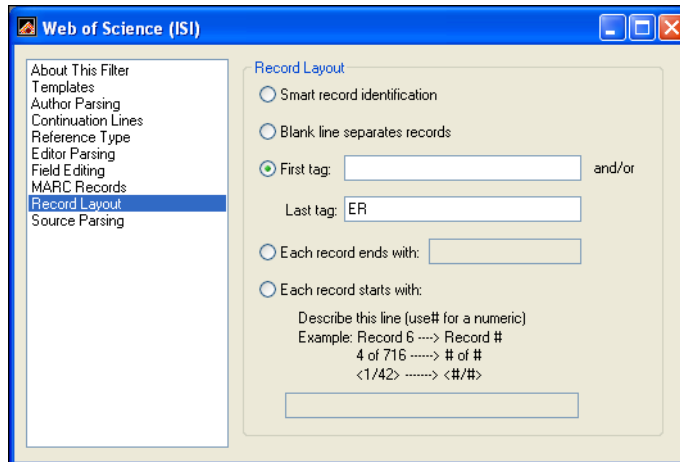 Web of Science (ISI)
About This Filter
Templates
Author Parsing
Continuation Lines
Reference Type
Editor Parsing
Field Editing
MARC Records
Record Layout
Source Parsing
Record Layout
Smart record identification
Blank line separates records
First tag: and/or
Last tag: ER
Each record ends with:
Each record starts with:
Describe this line (use# for a numeric)
Example: Record 6 ----> Record #
4 of 716 ------> # of #
<1/42> -------> <#/#>